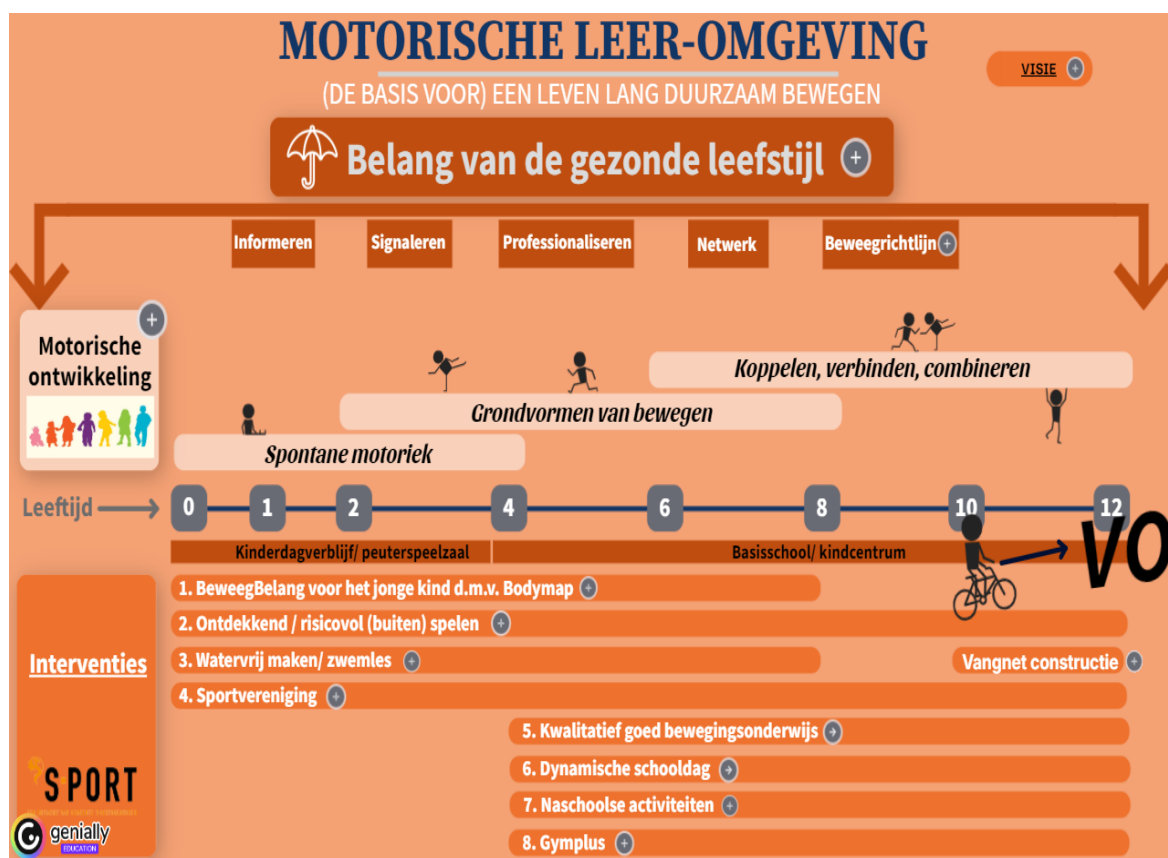 MOTORISCHE LEER-OMGEVING
VISIE
(DE BASIS VOOR) EEN LEVEN LANG DUURZAAM BEWEGEN
Belang van de gezonde leefstijl
Informeren
Signaleren
Professionaliseren
Netwerk
Beweegrichtlijn
Motorische
ontwikkeling
Koppelen, verbinden, combineren
Grondvormen van bewegen
Spontane motoriek
Leeftijd
0 1 2 4 6 8 10 12
VO
Kinderdagverblijf/ peuterspeelzaal
Basisschool/ kindcentrum
Interventies
1. BeweegBelang voor het jonge kind d.m.v. Bodymap
2. Ontdekkend / risicovol (buiten) spelen
3. Watervrij maken/ zwemles
Vangnet constructie
4. Sportvereniging
5. Kwalitatief goed bewegingsonderwijs
6. Dynamische schooldag
7. Naschoolse activiteiten
8. Gymplus
S-PORT
genially
EDUCATION